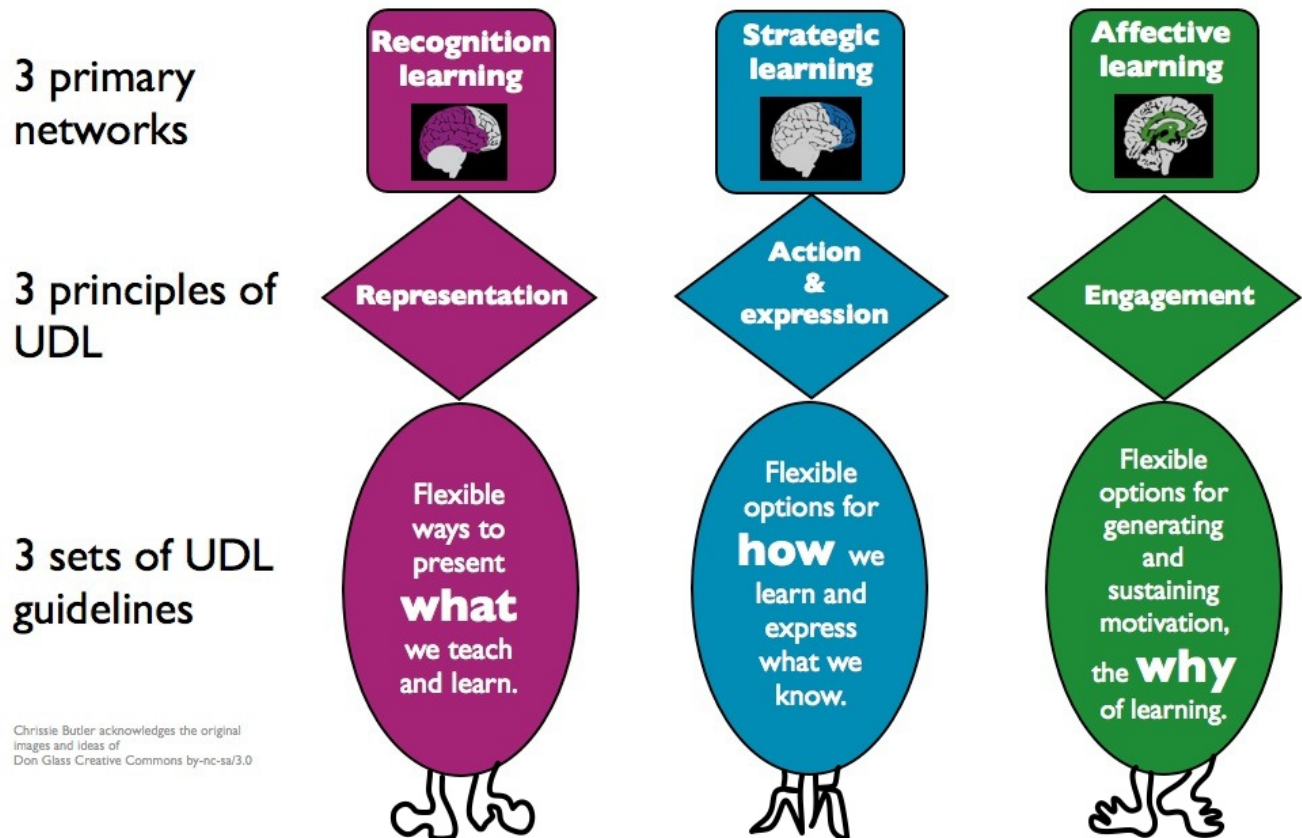 3 primary
networks
Recognition
learning
Strategic
learning
Affective
learning
3 principles of
UDL
Representation
Action
&
expression
Engagement
3 sets of UDL
guidelines
Flexible
ways to
present
what
we teach
and learn.
Flexible
options for
how we
learn and
express
what we
know.
Flexible
options for
generating
and
sustaining
motivation,
the why
of learning.
Chrissie Butler acknowledges the original
images and ideas of
Don Glass Creative Commons by-nc-sa/3.0